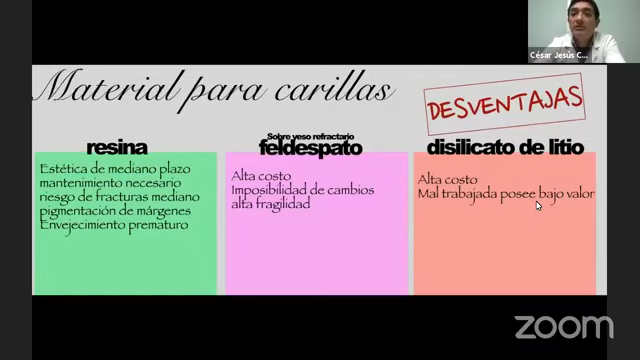 César Jesús C...
Material para carillas
DESVENTAJAS
resina
Estética de mediano plazo
mantenimiento necesario
riesgo de fracturas mediano
pigmentación de márgenes
Envejecimiento prematuro
Sobre yeso refractario
feldespato
Alta costo
Imposibilidad de cambios
alta fragilidad
disilicato de litio
Alta costo
Mal trabajada posee bajo valor
zoom